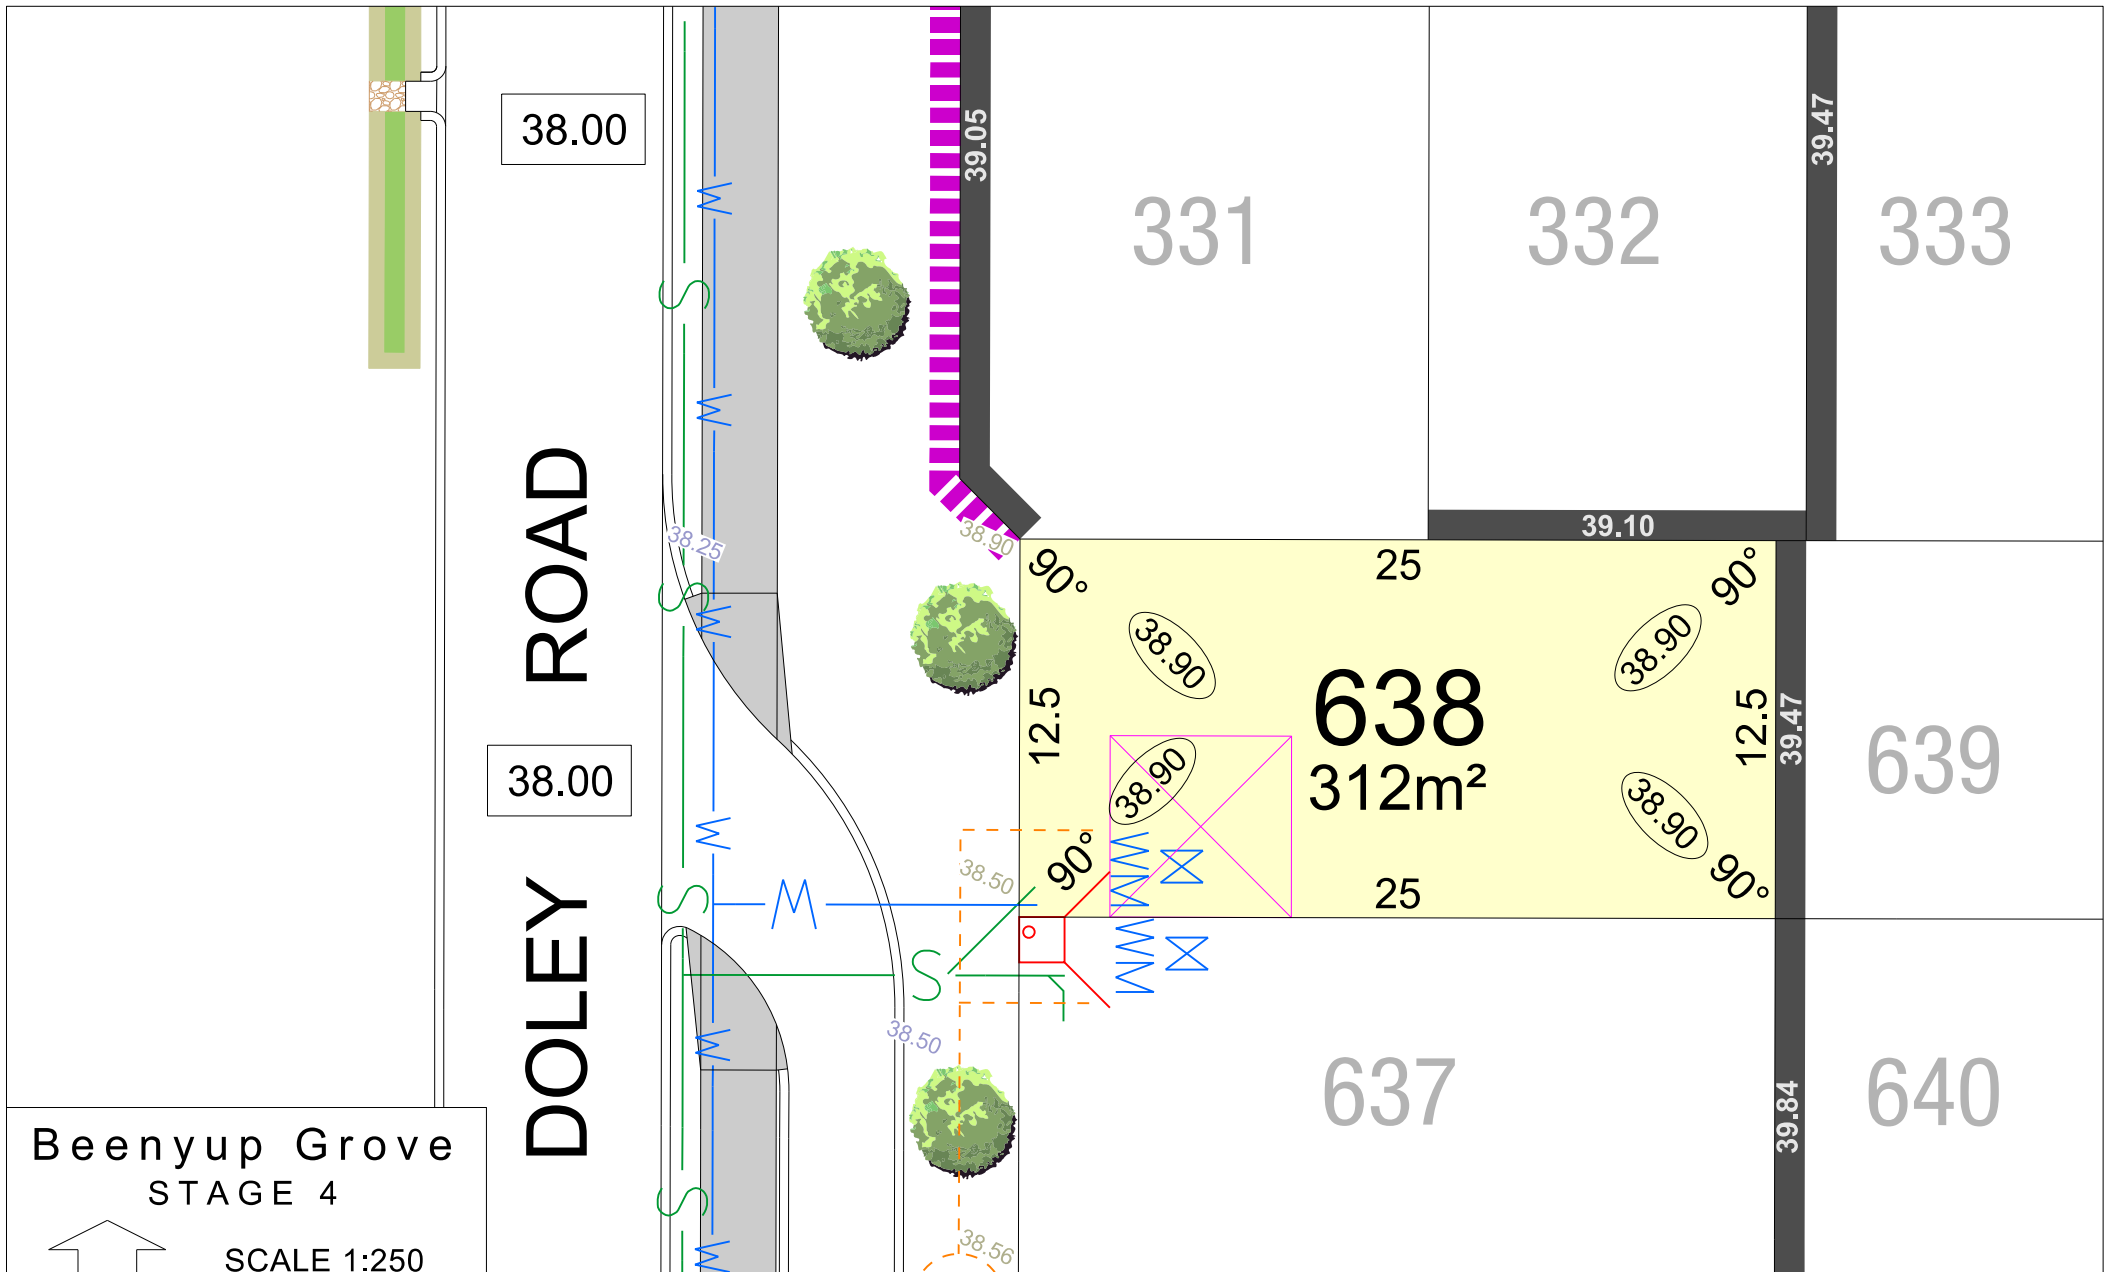 38.00
39.05
39.47
331
332
333
S
W
W
ROAD
38.25
38.90
39.10
90°
25
90°
S
W
38.90
38.90
12.5
638
12.5
39.47
312m²
639
38.00
38.90
38.90
W
38.50
90°
90°
25
S
W
S
DOLEY
38.50
W
637
640
39.84
Beenyup Grove
STAGE 4
S
38.56
SCALE 1:250
W